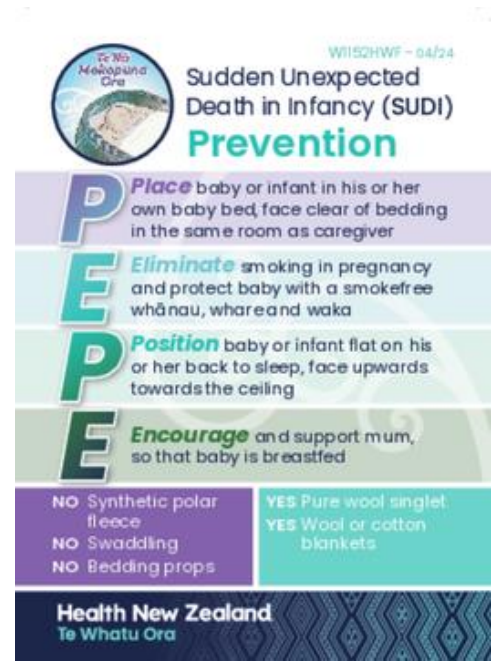 Te Nā
Mokopuna
Ora
WI152HWF - 04/24
Sudden Unexpected
Death in Infancy (SUDI)
Prevention
P
Place baby or infant in his or her
own baby bed, face clear of bedding
in the same room as caregiver
E
Eliminate smoking in pregnancy
and protect baby with a smokefree
whānau, whare and waka
P
Position baby or infant flat on his
or her back to sleep, face upwards
towards the ceiling
E
Encourage and support mum,
so that baby is breastfed
NO Synthetic polar
fleece
NO Swaddling
NO Bedding props
YES Pure wool singlet
YES Wool or cotton
blankets
Health New Zealand
Te Whatu Ora